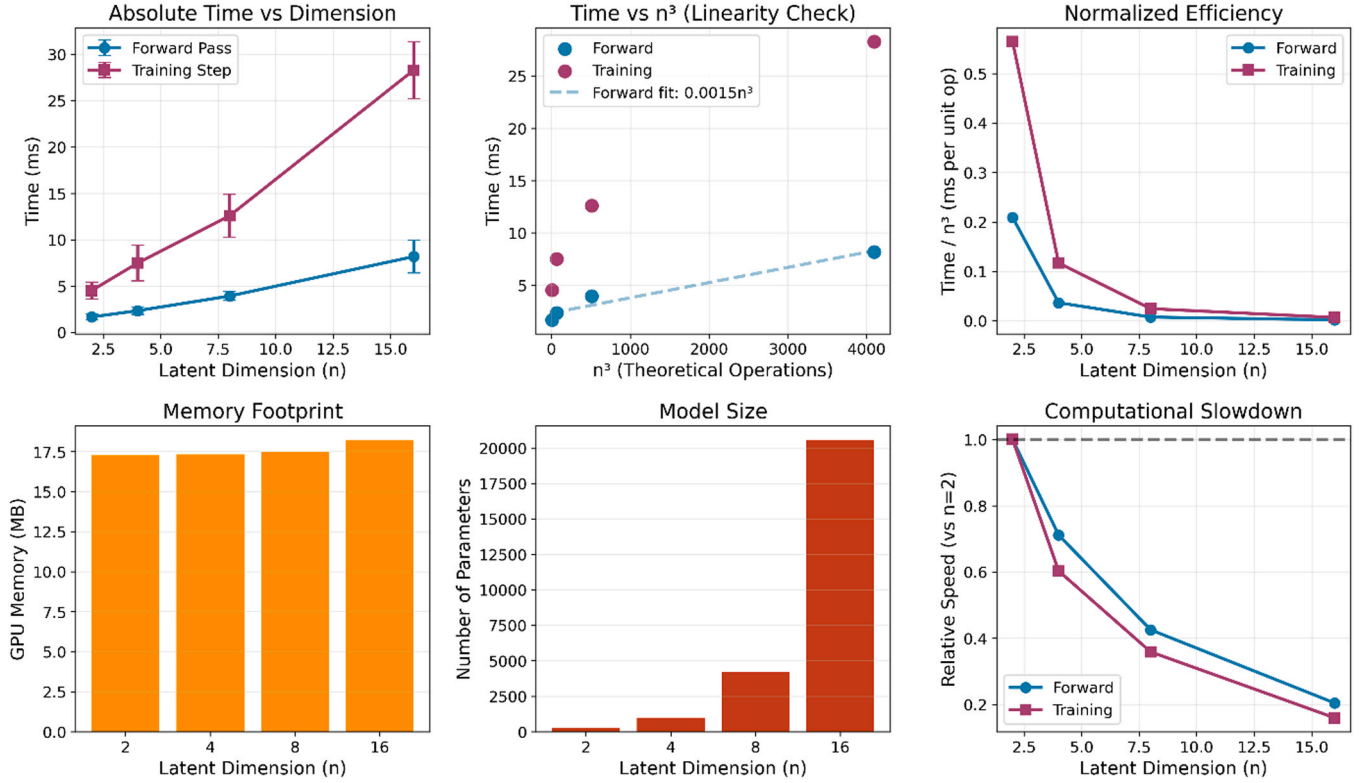 Absolute Time vs Dimension
Forward Pass
Training Step
30
25
20
15
10
5
0
Time (ms)
2.5 5.0 7.5 10.0 12.5 15.0
Latent Dimension (n)
Time vs n³ (Linearity Check)
Forward
Training
Forward fit: 0.0015n³
25
20
15
10
5
Time (ms)
0 1000 2000 3000 4000
n³ (Theoretical Operations)
Normalized Efficiency
Forward
Training
0.5
0.4
0.3
0.2
0.1
0.0
Time / n³ (ms per unit op)
2.5 5.0 7.5 10.0 12.5 15.0
Latent Dimension (n)
Memory Footprint
17.5
15.0
12.5
10.0
7.5
5.0
2.5
0.0
GPU Memory (MB)
2 4 8 16
Latent Dimension (n)
Model Size
20000
17500
15000
12500
10000
7500
5000
2500
0
Number of Parameters
2 4 8 16
Latent Dimension (n)
Computational Slowdown
1.0
0.8
0.6
0.4
0.2
Relative Speed (vs n=2)
Forward
Training
2.5 5.0 7.5 10.0 12.5 15.0
Latent Dimension (n)